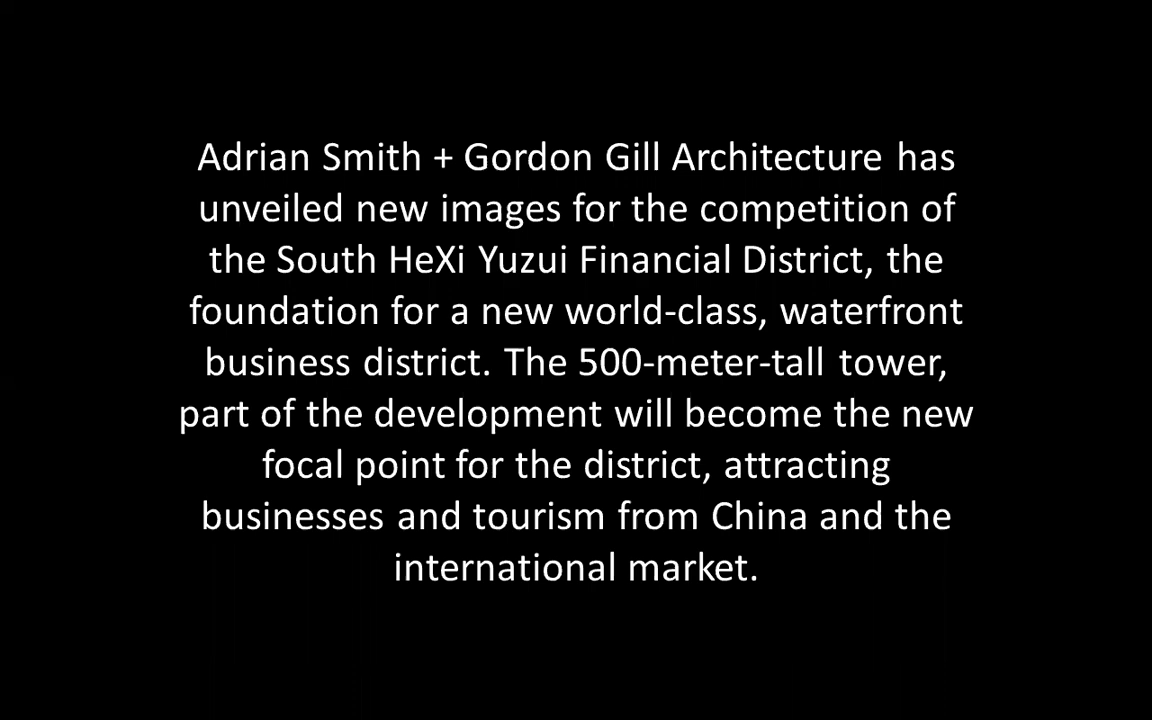 Adrian Smith + Gordon Gill Architecture has
unveiled new images for the competition of
the South HeXi Yuzui Financial District, the
foundation for a new world-class, waterfront
business district. The 500-meter-tall tower,
part of the development will become the new
focal point for the district, attracting
businesses and tourism from China and the
international market.